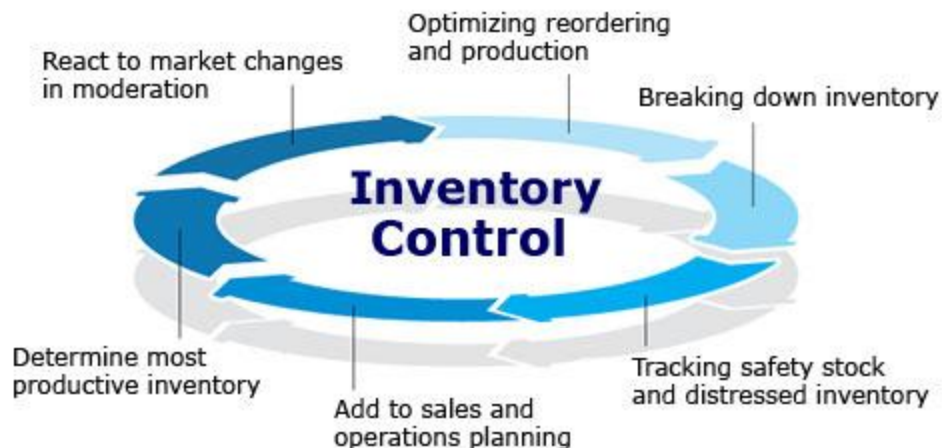 Optimizing reordering
and production
React to market changes
in moderation
Breaking down inventory
Inventory
Control
Determine most
productive inventory
Tracking safety stock
and distressed inventory
Add to sales and
operations planning